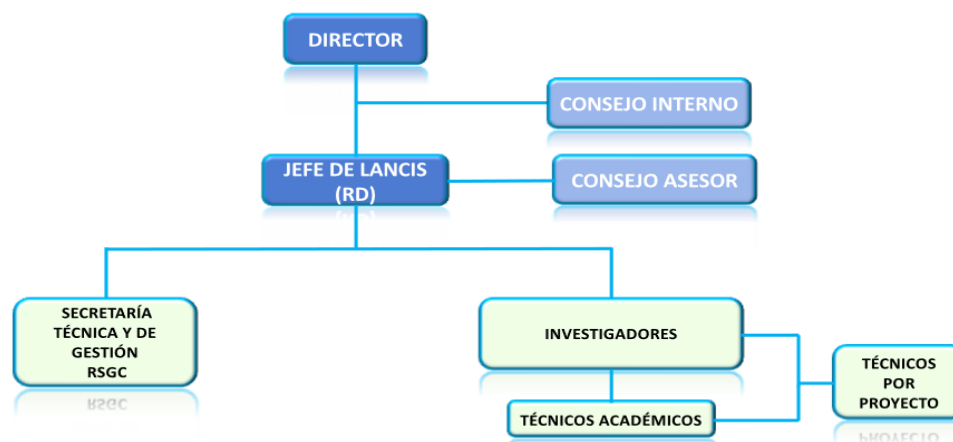 DIRECTOR
CONSEJO INTERNO
JEFE DE LANCIS
(RD)
CONSEJO ASESOR
SECRETARÍA
TÉCNICA Y DE
GESTIÓN
RSGC
INVESTIGADORES
TÉCNICOS
POR
PROYECTO
TÉCNICOS ACADÉMICOS